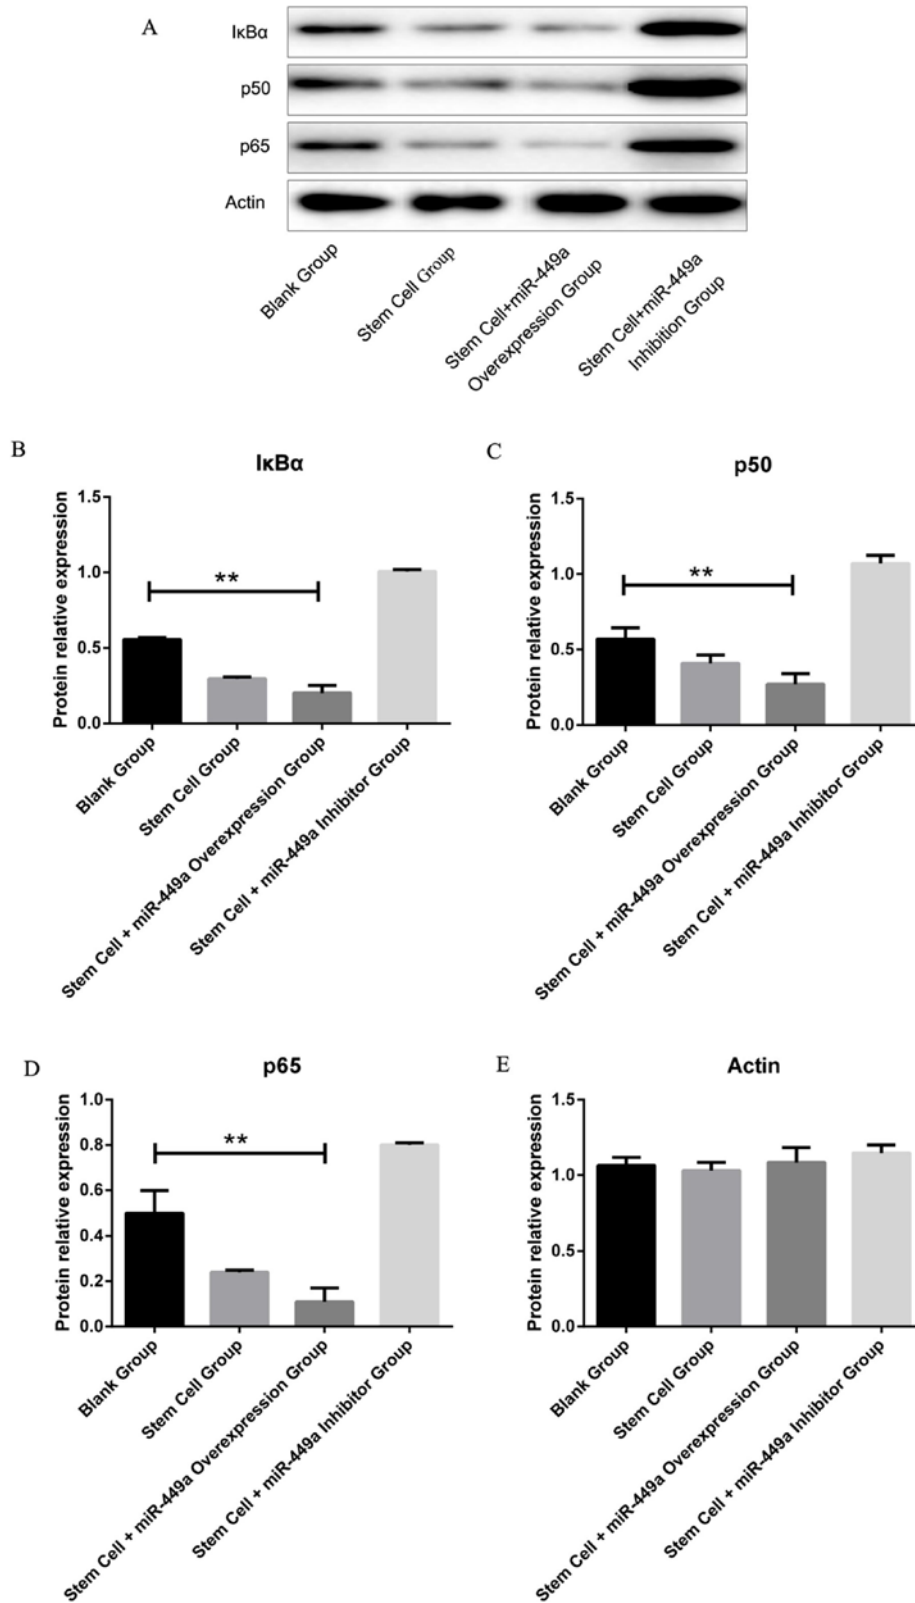 A
IκBα
p50
p65
Actin
Blank Group
Stem Cell Group
Stem Cell+miR-449a
Overexpression Group
Stem Cell+miR-449a
Inhibition Group
B
IκBα
Protein relative expression
1.5
1.0
0.5
0.0
**
Blank Group
Stem Cell Group
Stem Cell + miR-449a Overexpression Group
Stem Cell + miR-449a Inhibitor Group
C
p50
Protein relative expression
1.5
1.0
0.5
0.0
**
Blank Group
Stem Cell Group
Stem Cell + miR-449a Overexpression Group
Stem Cell + miR-449a Inhibitor Group
D
p65
Protein relative expression
1.0
0.8
0.6
0.4
0.2
0.0
**
Blank Group
Stem Cell Group
Stem Cell + miR-449a Overexpression Group
Stem Cell + miR-449a Inhibitor Group
E
Actin
Protein relative expression
1.5
1.0
0.5
0.0
Blank Group
Stem Cell Group
Stem Cell + miR-449a Overexpression Group
Stem Cell + miR-449a Inhibitor Group